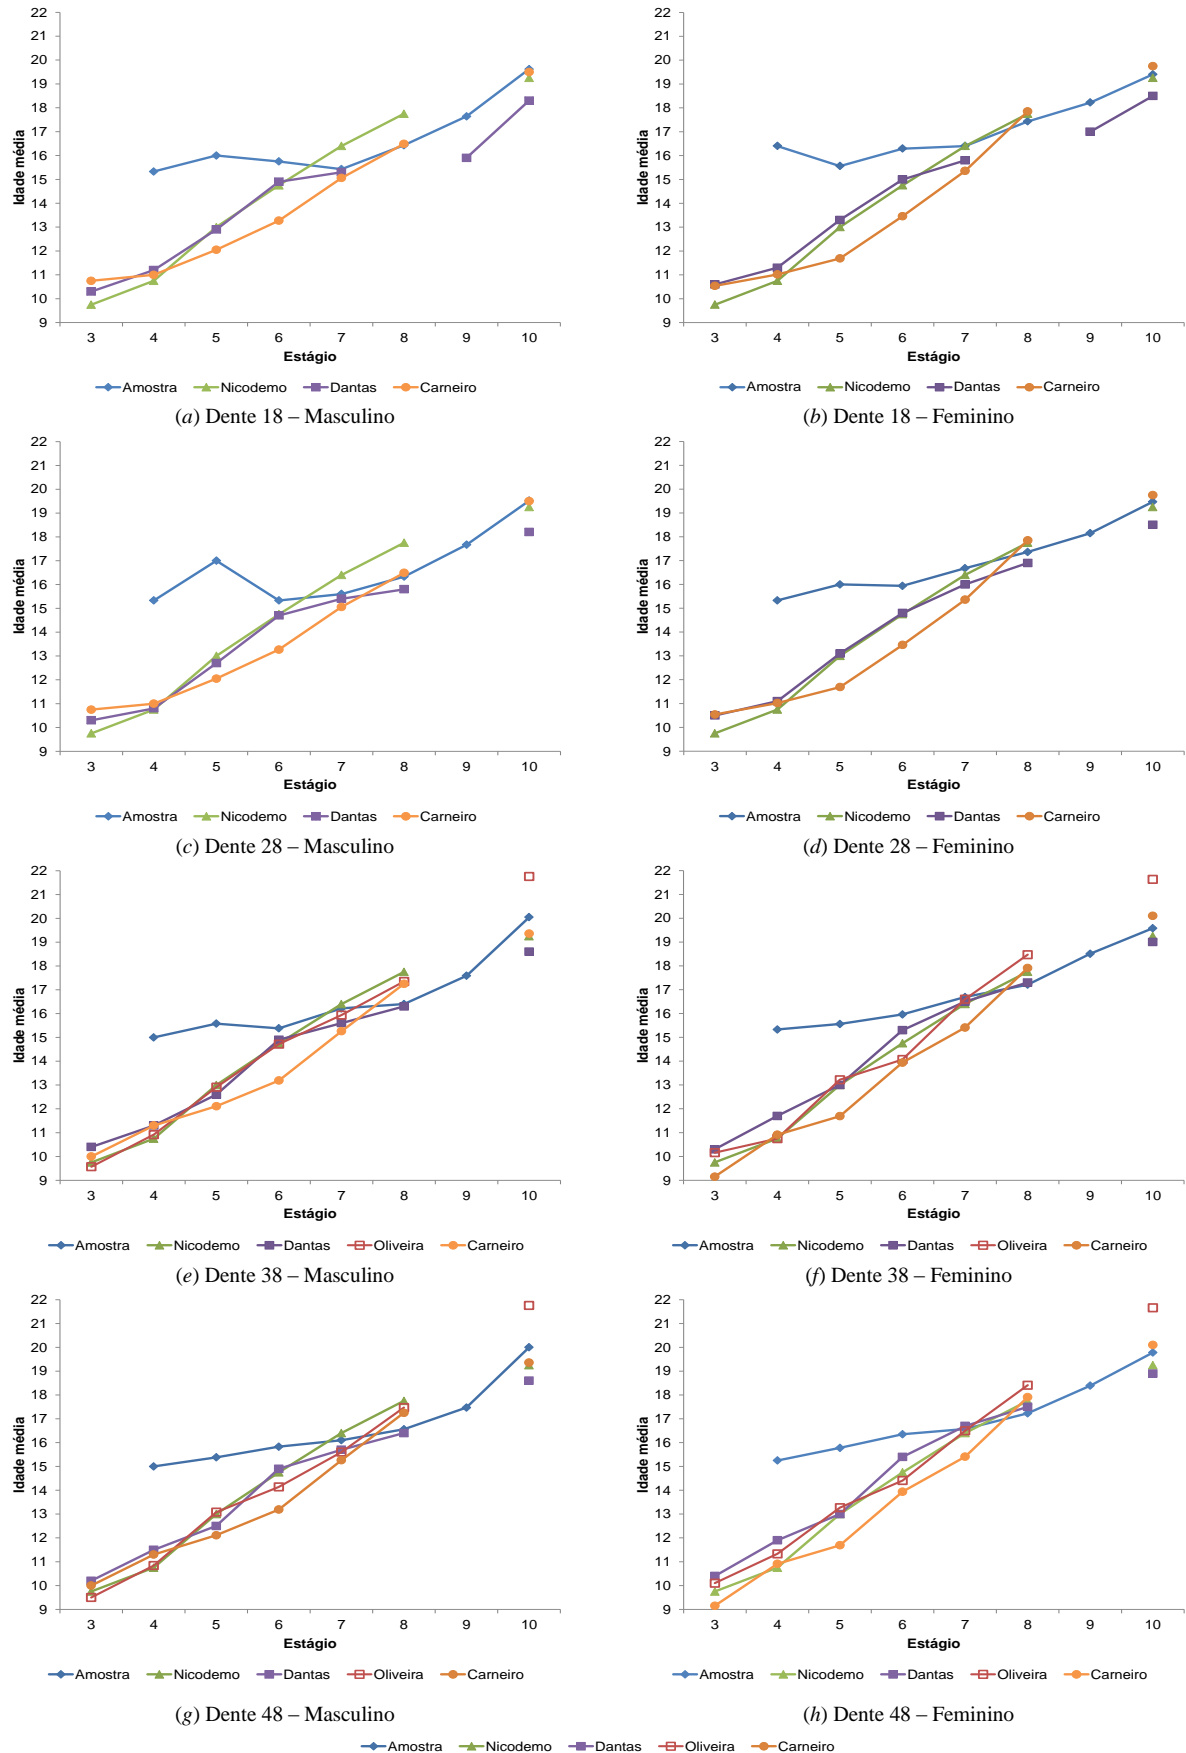 22
21
20
19
18
17
16
15
14
13
12
11
10
9
Idade média
3 4 5 6 7 8 9 10
Estágio
Amostra Nicodemo Dantas Carneiro
(a) Dente 18 – Masculino
22
21
20
19
18
17
16
15
14
13
12
11
10
9
Idade média
3 4 5 6 7 8 9 10
Estágio
Amostra Nicodemo Dantas Carneiro
(b) Dente 18 – Feminino
22
21
20
19
18
17
16
15
14
13
12
11
10
9
Idade média
3 4 5 6 7 8 9 10
Estágio
Amostra Nicodemo Dantas Carneiro
(c) Dente 28 – Masculino
22
21
20
19
18
17
16
15
14
13
12
11
10
9
Idade média
3 4 5 6 7 8 9 10
Estágio
Amostra Nicodemo Dantas Carneiro
(d) Dente 28 – Feminino
22
21
20
19
18
17
16
15
14
13
12
11
10
9
Idade média
3 4 5 6 7 8 9 10
Estágio
Amostra Nicodemo Dantas Oliveira Carneiro
(e) Dente 38 – Masculino
22
21
20
19
18
17
16
15
14
13
12
11
10
9
Idade média
3 4 5 6 7 8 9 10
Estágio
Amostra Nicodemo Dantas Oliveira Carneiro
(f) Dente 38 – Feminino
22
21
20
19
18
17
16
15
14
13
12
11
10
9
Idade média
3 4 5 6 7 8 9 10
Estágio
Amostra Nicodemo Dantas Oliveira Carneiro
(g) Dente 48 – Masculino
22
21
20
19
18
17
16
15
14
13
12
11
10
9
Idade média
3 4 5 6 7 8 9 10
Estágio
Amostra Nicodemo Dantas Oliveira Carneiro
(h) Dente 48 – Feminino
Amostra Nicodemo Dantas Oliveira Carneiro